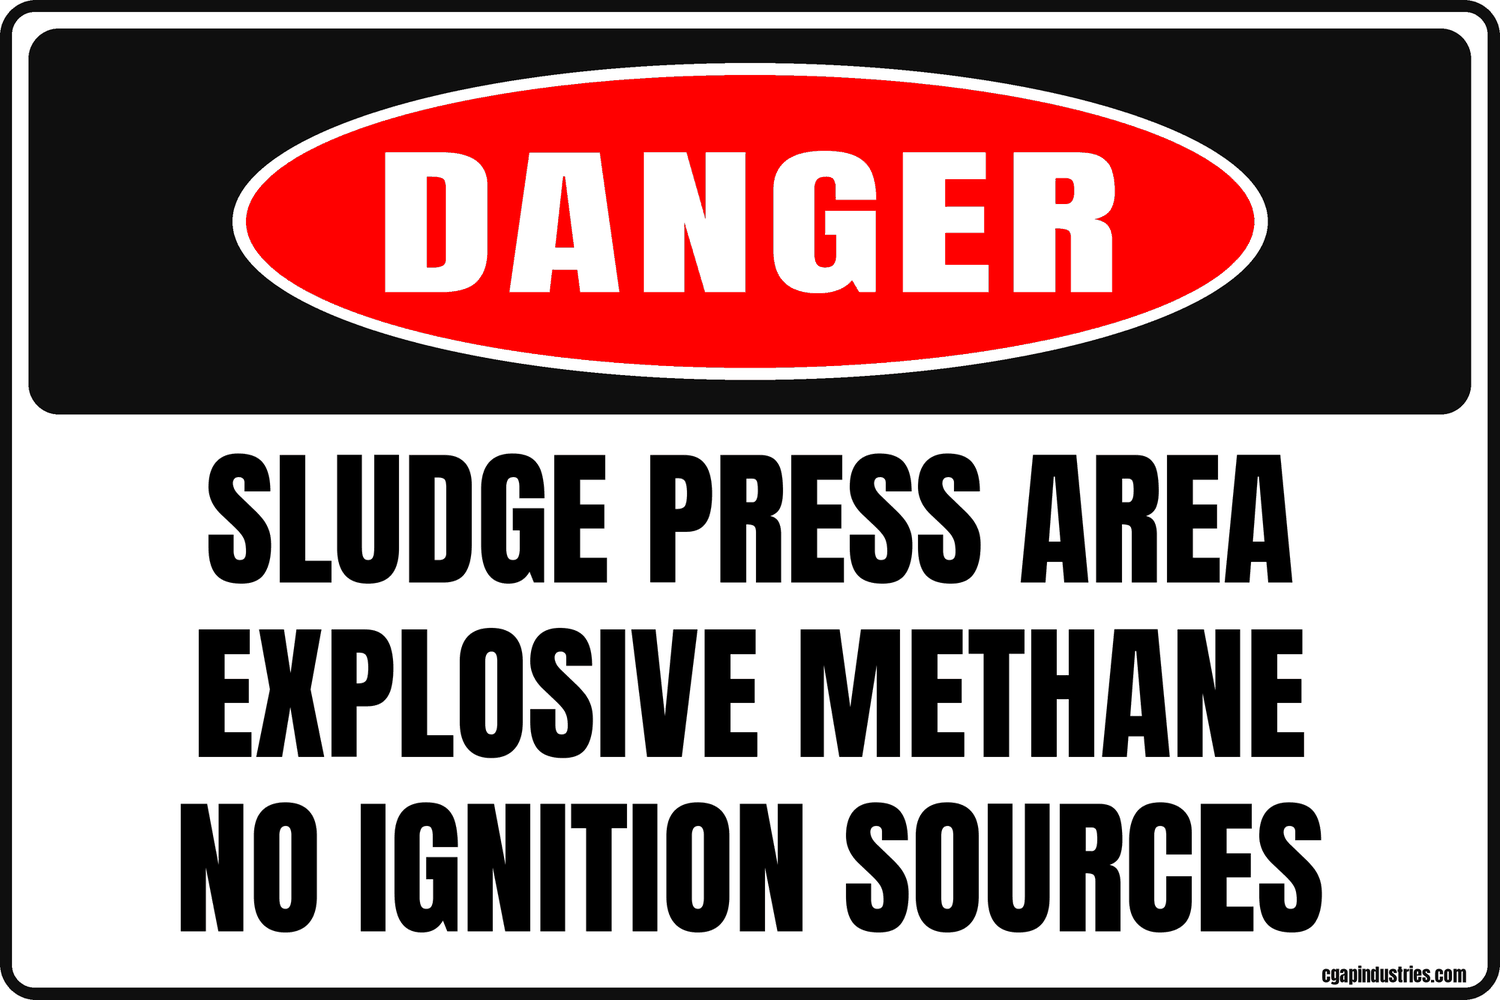 DANGER
SLUDGE PRESS AREA
EXPLOSIVE METHANE
NO IGNITION SOURCES
cgapindustries.com